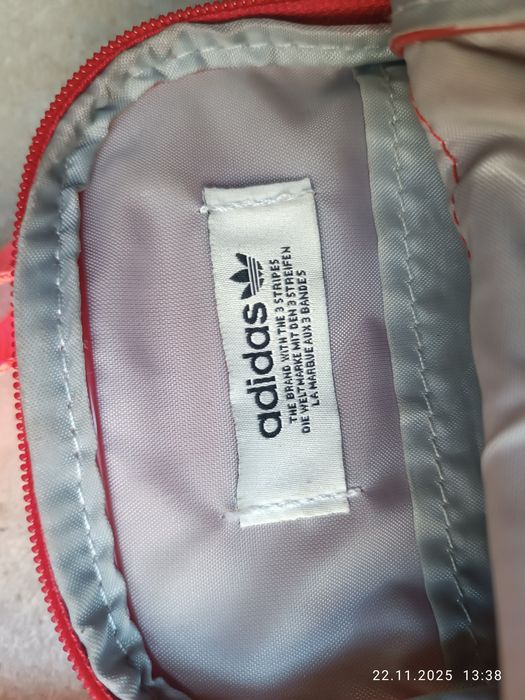 adidas
THE BRAND WITH THE 3 STRIPES
DIE WELTMARKE MIT DEN 3 STREIFEN
LA MARQUE AUX 3 BANDES
22.11.2025 13:38